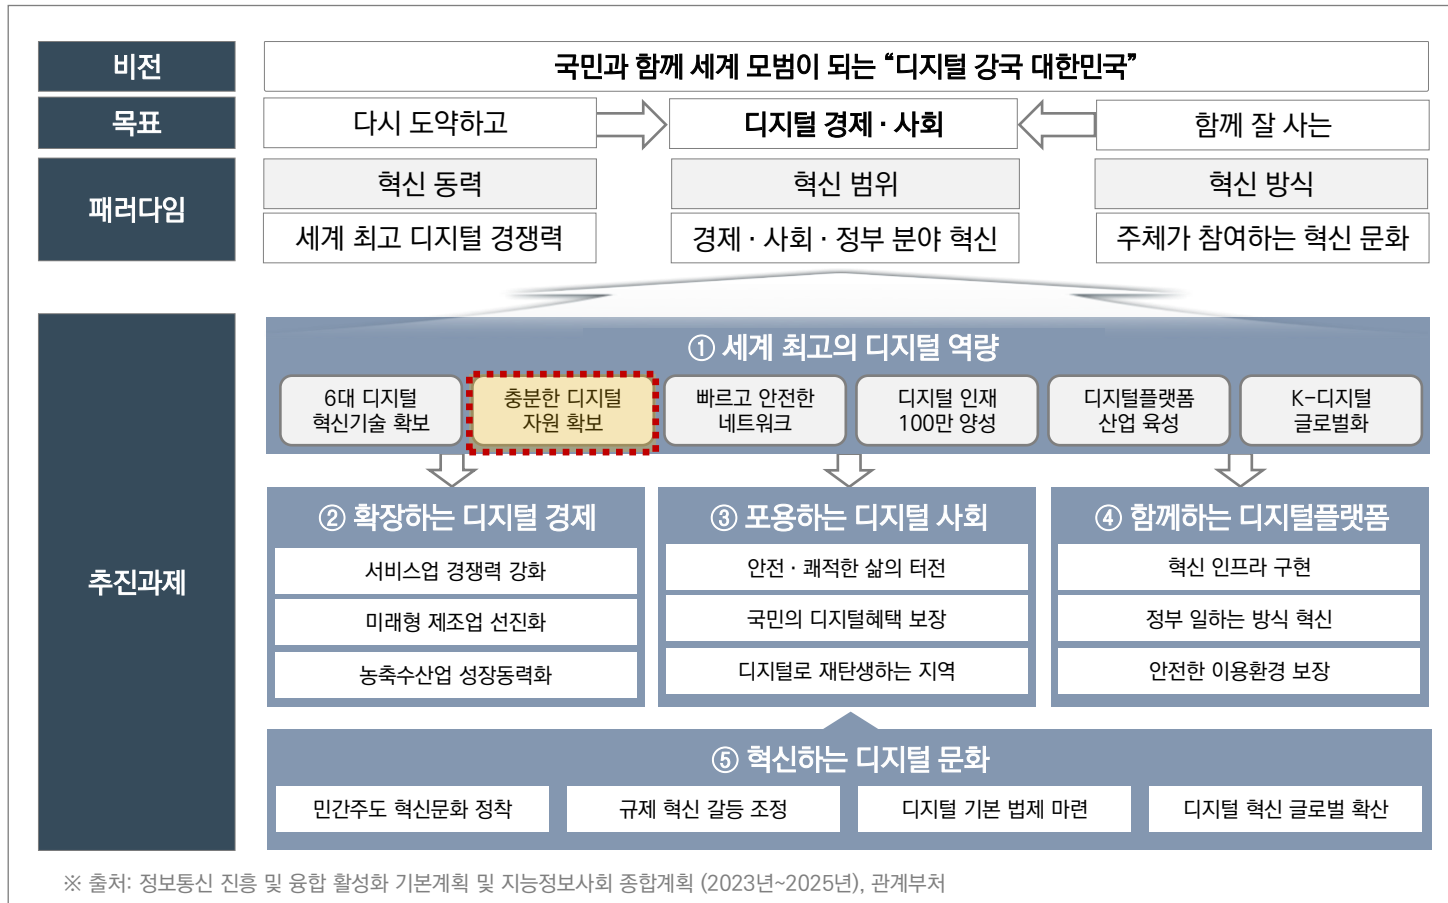 비전
국민과 함께 세계 모범이 되는 “디지털 강국 대한민국”
목표
다시 도약하고
디지털 경제 · 사회
함께 잘 사는
패러다임
혁신 동력
혁신 범위
혁신 방식
세계 최고 디지털 경쟁력
경제 · 사회 · 정부 분야 혁신
주체가 참여하는 혁신 문화
추진과제
① 세계 최고의 디지털 역량
6대 디지털
혁신기술 확보
충분한 디지털
자원 확보
빠르고 안전한
네트워크
디지털 인재
100만 양성
디지털플랫폼
산업 육성
K-디지털
글로벌화
② 확장하는 디지털 경제
서비스업 경쟁력 강화
미래형 제조업 선진화
농축수산업 성장동력화
③ 포용하는 디지털 사회
안전 · 쾌적한 삶의 터전
국민의 디지털혜택 보장
디지털로 재탄생하는 지역
④ 함께하는 디지털플랫폼
혁신 인프라 구현
정부 일하는 방식 혁신
안전한 이용환경 보장
⑤ 혁신하는 디지털 문화
민간주도 혁신문화 정착
규제 혁신 갈등 조정
디지털 기본 법제 마련
디지털 혁신 글로벌 확산
※ 출처: 정보통신 진흥 및 융합 활성화 기본계획 및 지능정보사회 종합계획 (2023년~2025년), 관계부처